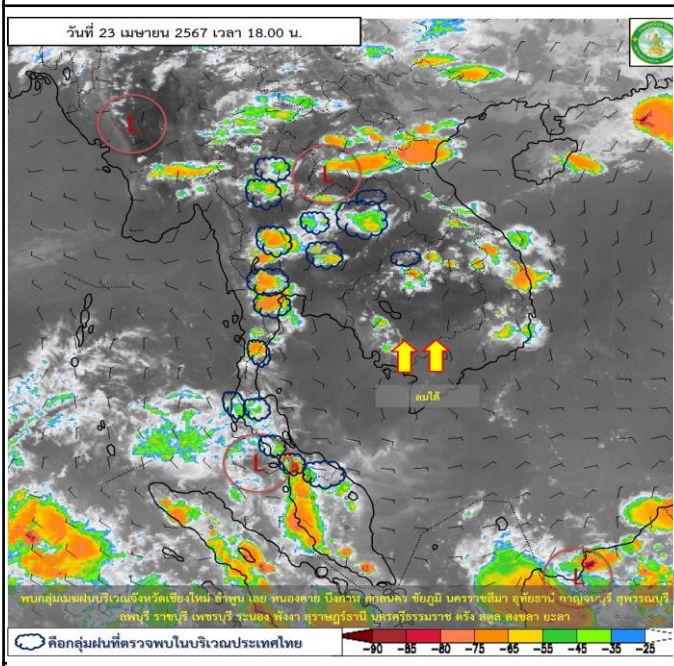 วันที่ 23 เมษายน 2567 เวลา 18.00 น.
L
L
ลมใต้
L
L
พบกลุ่มเมฆฝนบริเวณจังหวัดเชียงใหม่ ลำพูน เลย หนองคาย บึงกาฬ สกลนคร ชัยภูมิ นครราชสีมา อุทัยธานี กาญจนบุรี สุพรรณบุรี
ลพบุรี ราชบุรี เพชรบุรี ระนอง พังงา สุราษฎร์ธานี นครศรีธรรมราช ตรัง สตูล สงขลา ยะลา
คือกลุ่มฝนที่ตรวจพบในบริเวณประเทศไทย
-90 -85 -80 -75 -65 -55 -45 -35 -25